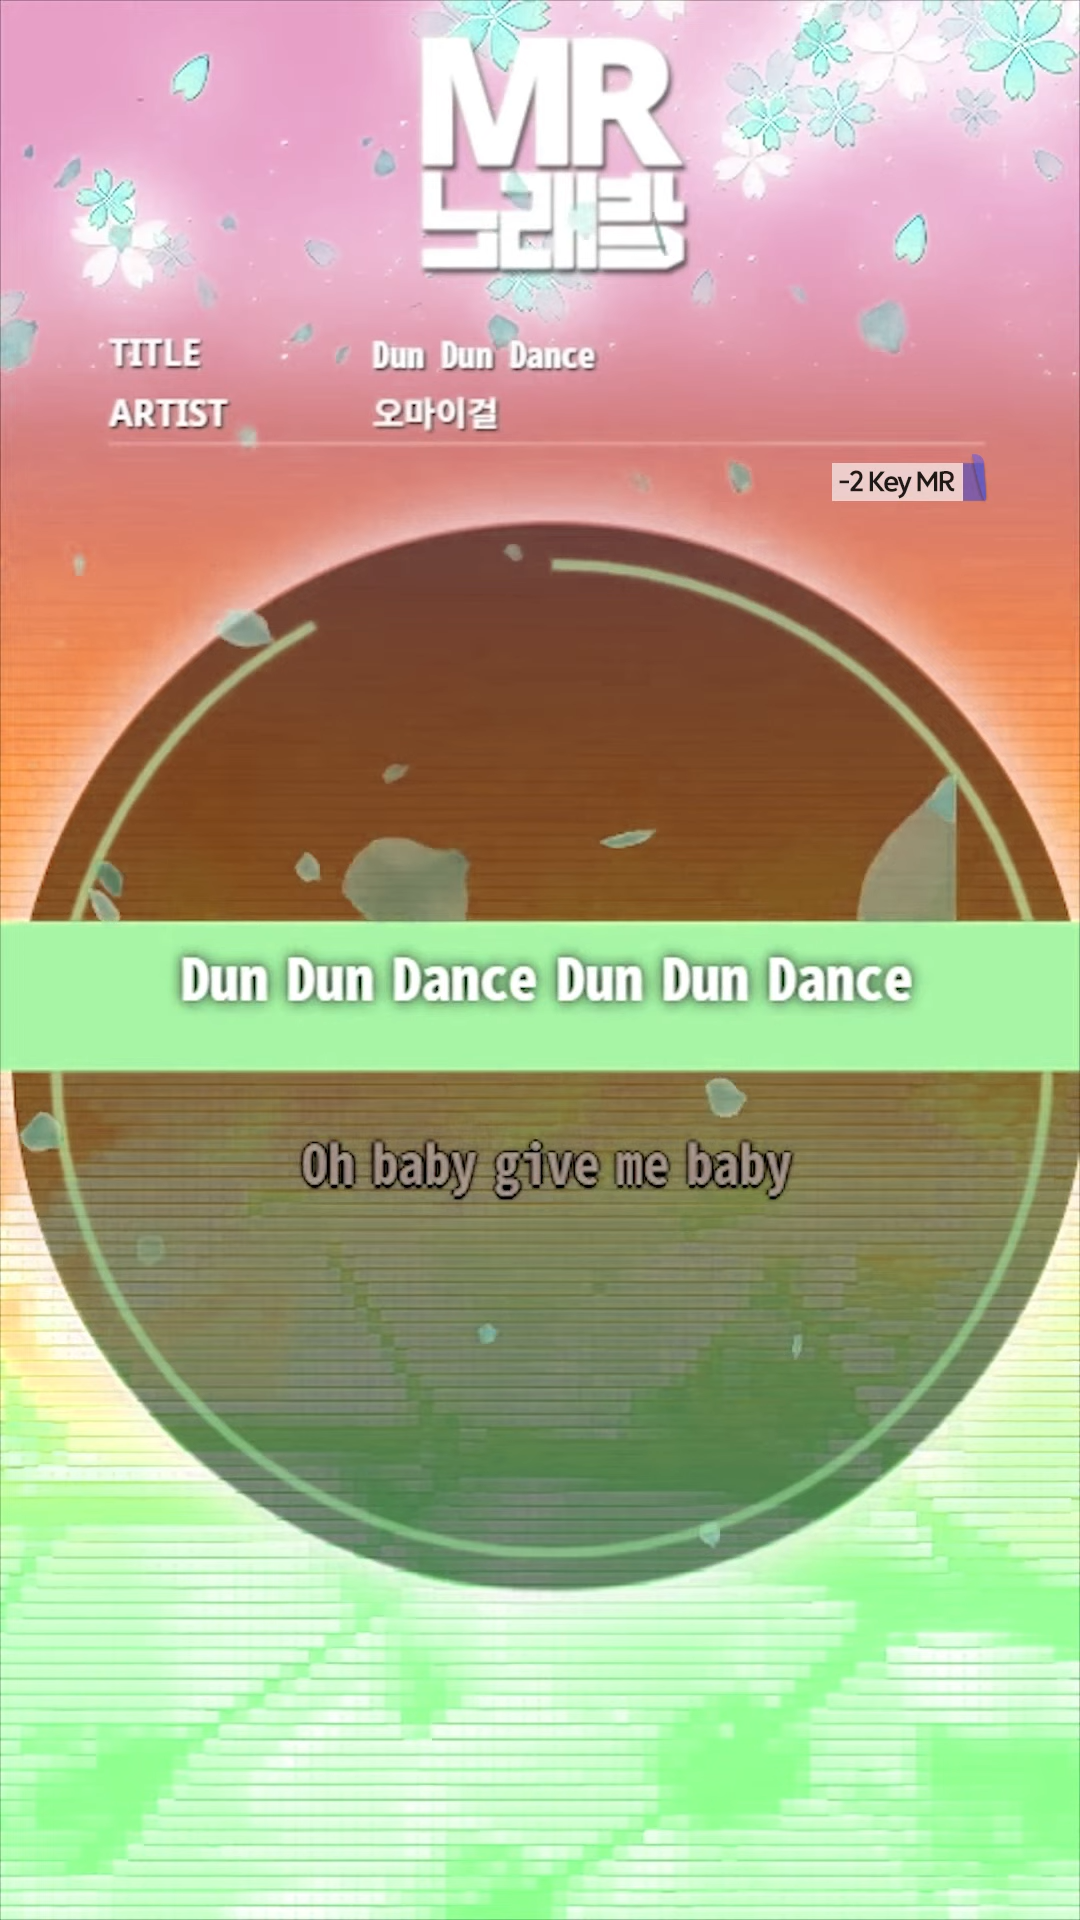 MR
노래방
TITLE Dun Dun Dance
ARTIST 오마이걸
-2 Key MR
Dun Dun Dance Dun Dun Dance
Oh baby give me baby